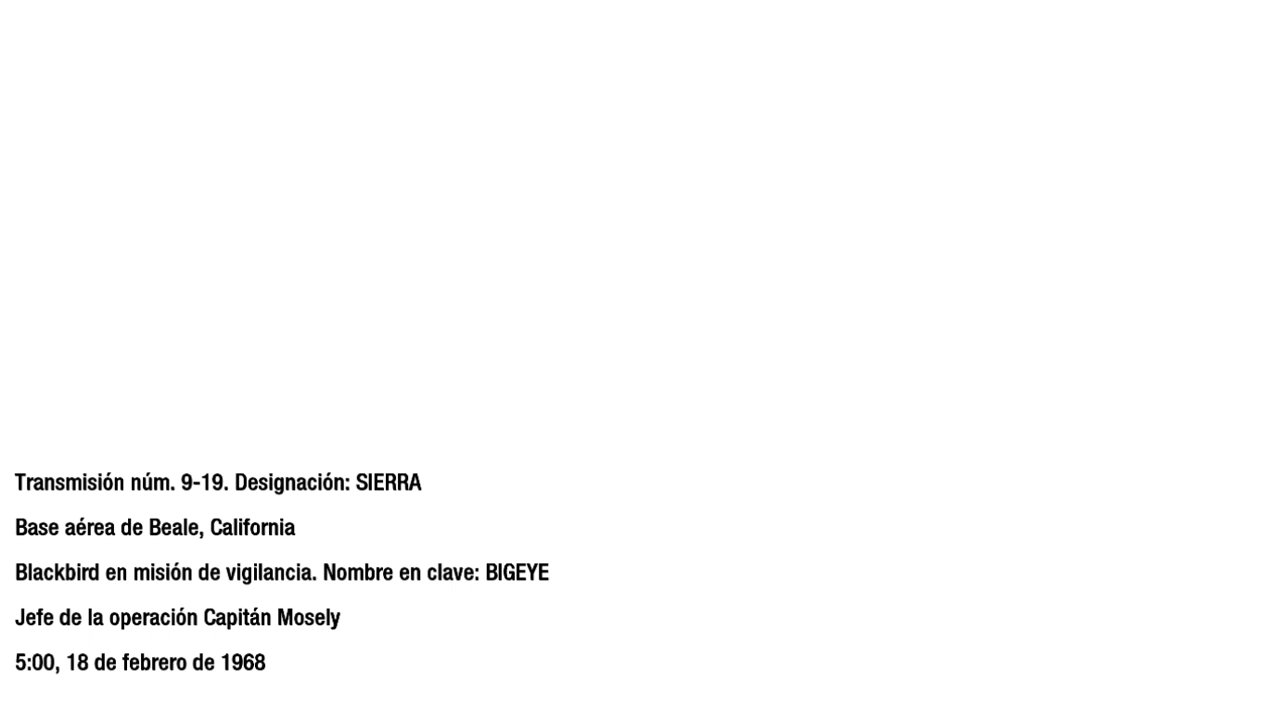 Transmisión núm. 9-19. Designación: SIERRA
Base aérea de Beale, California
Blackbird en misión de vigilancia. Nombre en clave: BIGEYE
Jefe de la operación Capitán Mosely
5:00, 18 de febrero de 1968